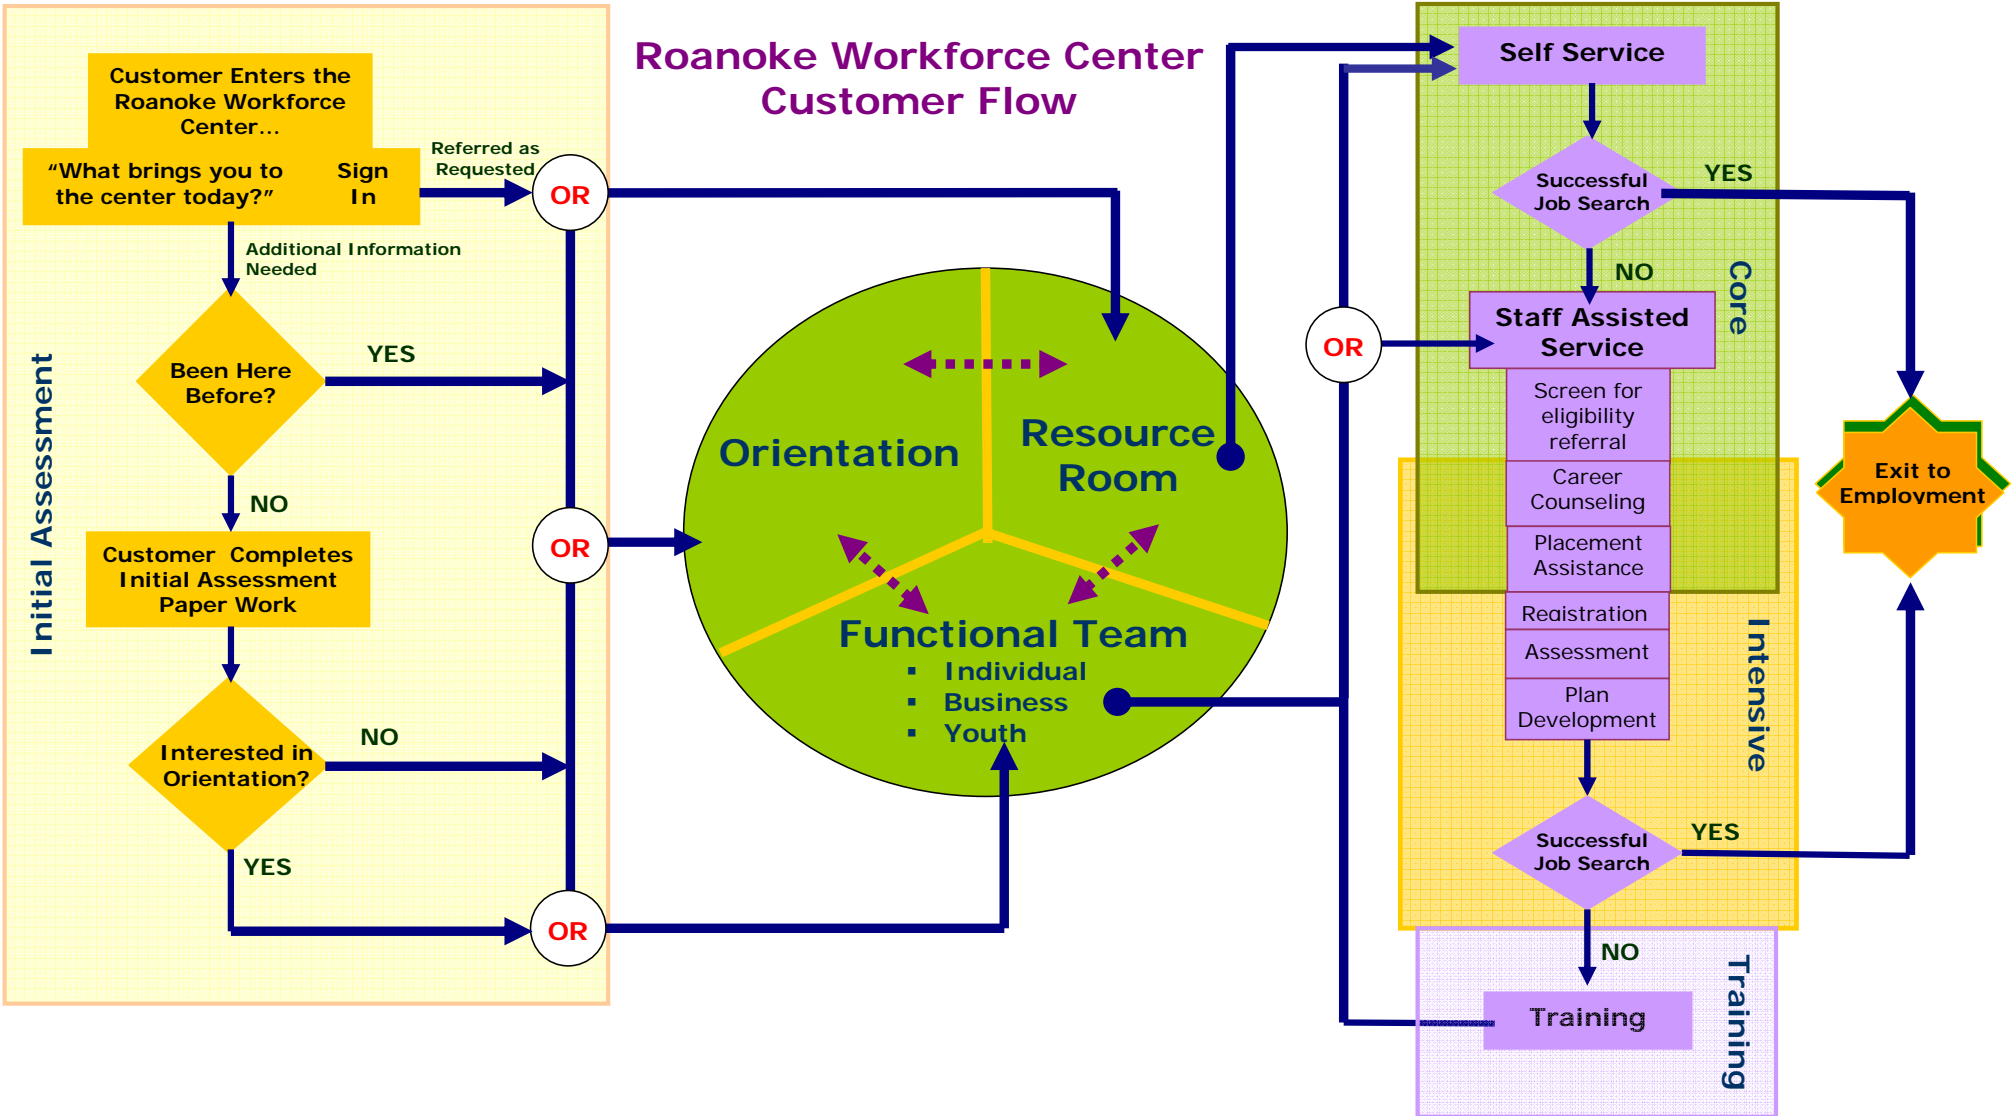 Roanoke Workforce Center
Customer Flow
Initial Assessment
Customer Enters the
Roanoke Workforce
Center...
“What brings you to
the center today?”
Sign
In
Referred as
Requested
OR
Additional Information
Needed
Been Here
Before?
YES
NO
OR
Customer Completes
Initial Assessment
Paper Work
Interested in
Orientation?
NO
YES
OR
Orientation
Resource
Room
Functional Team
▪ Individual
▪ Business
▪ Youth
OR
Core
Self Service
Successful
Job Search
YES
NO
Staff Assisted
Service
Screen for
eligibility
referral
Career
Counseling
Placement
Assistance
Intensive
Registration
Assessment
Plan
Development
Successful
Job Search
YES
NO
Training
Training
Exit to
Employment